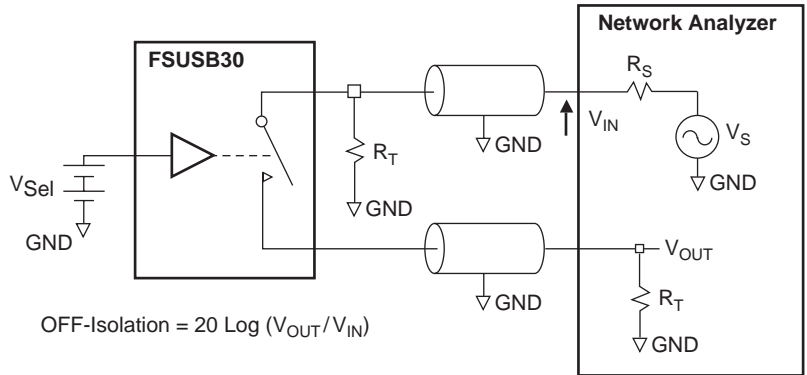 Network Analyzer
FSUSB30
R_S
V_IN
V_S
GND
GND
R_T
GND
V_Sel
GND
V_OUT
R_T
GND
GND
OFF-Isolation = 20 Log (V_OUT/V_IN)